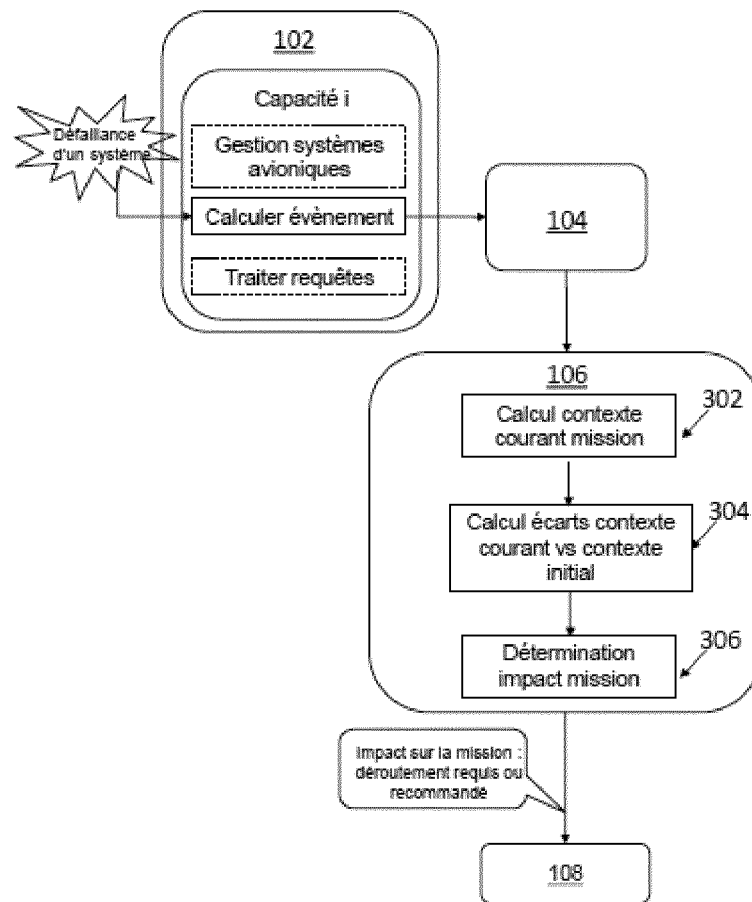 102
Capacité i
Défaillance
d'un système
Gestion systèmes
avioniques
Calculer évènement
Traiter requêtes
104
106
Calcul contexte
courant mission
302
Calcul écarts contexte
courant vs contexte
initial
304
Détermination
impact mission
306
Impact sur la mission :
déroutement requis ou
recommandé
108